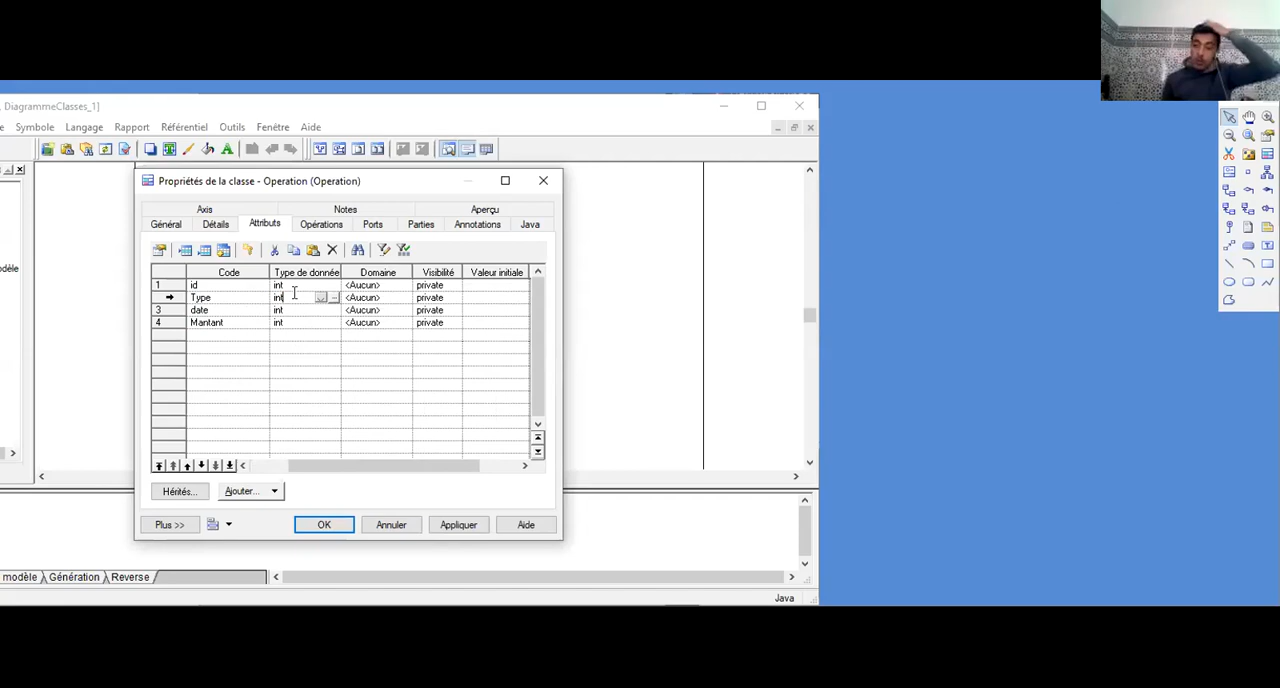 , DiagrammeClasses_1]
e Symbole Langage Rapport Référentiel Outils Fenêtre Aide
Propriétés de la classe - Operation (Operation)
Axis Notes Aperçu
Général Détails Attributs Opérations Ports Parties Annotations Java
Code Type de donnée Domaine Visibilité Valeur initiale
1 id int <Aucun> private
Type int <Aucun> private
3 date int <Aucun> private
4 Mantant int <Aucun> private
odèle
Hérités... Ajouter...
Plus >> OK Annuler Appliquer Aide
modèle Génération Reverse
Java